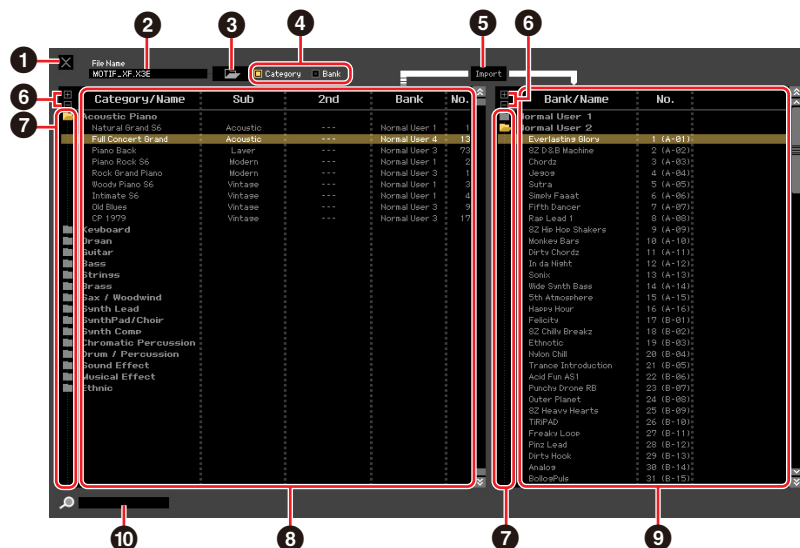 1 2 3 4 5 6
File Name
MOTIF_XF.X3E
Category Bank
Import
6 7
Category/Name Sub 2nd Bank No.
Acoustic Piano
Natural Grand S6 Acoustic --- Normal User 1 1
Full Concert Grand Acoustic --- Normal User 4 13
Piano Back Layer --- Normal User 3 73
Piano Rock S6 Modern --- Normal User 1 2
Rock Grand Piano Modern --- Normal User 3 1
Woody Piano S6 Vintage --- Normal User 1 3
Intimate S6 Vintage --- Normal User 1 4
Old Blues Vintage --- Normal User 3 9
CP 1979 Vintage --- Normal User 3 17
Keyboard
Organ
Guitar
Bass
Strings
Brass
Sax / Woodwind
Synth Lead
SynthPad/Choir
Synth Comp
Chromatic Percussion
Drum / Percussion
Sound Effect
Musical Effect
Ethnic
Bank/Name No.
Normal User 1
Normal User 2
Everlasting Glory 1 (A-01)
8Z D&B Machine 2 (A-02)
Chordz 3 (A-03)
Jegog 4 (A-04)
Sutra 5 (A-05)
Simply Faaat 6 (A-06)
Fifth Dancer 7 (A-07)
Rap Lead 1 8 (A-08)
8Z Hip Hop Shakers 9 (A-09)
Monkey Bars 10 (A-10)
Dirty Chordz 11 (A-11)
In da Night 12 (A-12)
Sonix 13 (A-13)
Wide Synth Bass 14 (A-14)
5th Atmosphere 15 (A-15)
Happy Hour 16 (A-16)
Felicity 17 (B-01)
8Z Chilly Breakz 18 (B-02)
Ethnotic 19 (B-03)
Nylon Chill 20 (B-04)
Trance Introduction 21 (B-05)
Acid Fun AS1 22 (B-06)
Punchy Drone RB 23 (B-07)
Outer Planet 24 (B-08)
8Z Heavy Hearts 25 (B-09)
TiRiPAD 26 (B-10)
Freaky Loop 27 (B-11)
Pinz Lead 28 (B-12)
Dirty Hook 29 (B-13)
Analog 30 (B-14)
BollogPuls 31 (B-15)
10 8 7 9